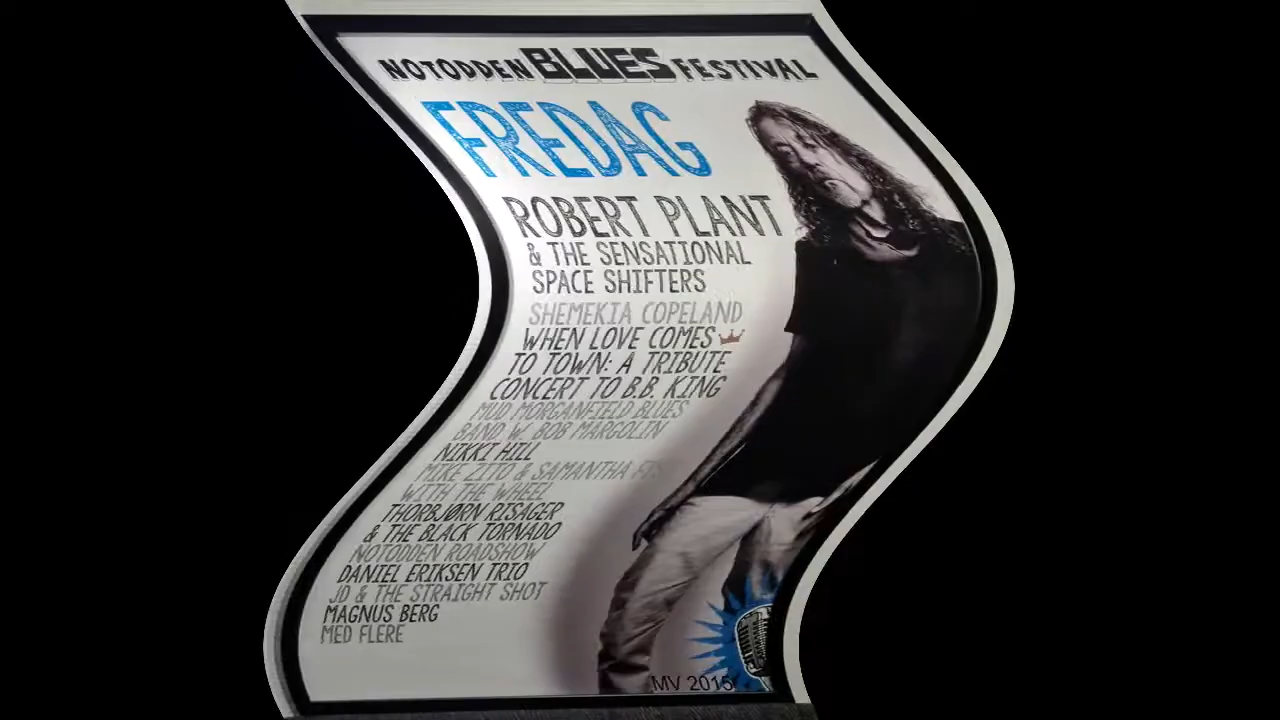 NOTODDEN BLUES FESTIVAL
FREDAG
ROBERT PLANT
& THE SENSATIONAL
SPACE SHIFTERS
SHEMEKIA COPELAND
WHEN LOVE COMES
TO TOWN: A TRIBUTE
CONCERT TO B.B. KING
MUD MORGANFIELD BLUES
BAND W. BOB MARGOLIN
NIKKI HILL
MIKE ZITO & SAMANTHA
WITH THE WHEEL
THORBJØRN RISAGER
& THE BLACK TORNADO
NOTODDEN ROADSHOW
DANIEL ERIKSEN TRIO
JD & THE STRAIGHT SHOT
MAGNUS BERG
MED FLERE
MV 2015